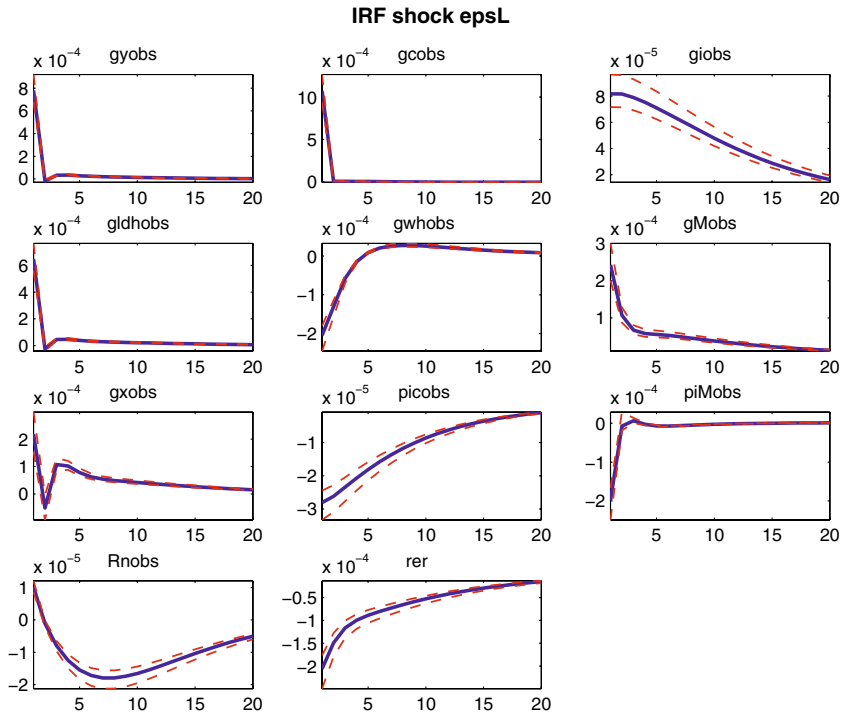 IRF shock epsL
x 10⁻⁴ gyobs
8
6
4
2
0
5 10 15 20
x 10⁻⁴ gcobs
10
5
0
5 10 15 20
x 10⁻⁵ giobs
8
6
4
2
5 10 15 20
x 10⁻⁴ gldhobs
6
4
2
0
5 10 15 20
x 10⁻⁴ gwhobs
0
−1
−2
5 10 15 20
x 10⁻⁴ gMobs
3
2
1
5 10 15 20
x 10⁻⁴ gxobs
2
1
0
5 10 15 20
x 10⁻⁵ picobs
−1
−2
−3
5 10 15 20
x 10⁻⁴ piMobs
0
−1
−2
5 10 15 20
x 10⁻⁵ Rnobs
1
0
−1
−2
5 10 15 20
x 10⁻⁴ rer
−0.5
−1
−1.5
−2
5 10 15 20